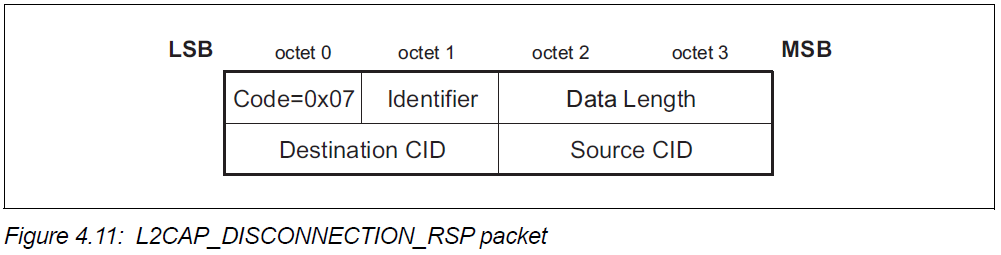 LSB octet 0 octet 1 octet 2 octet 3 MSB
Code=0x07 Identifier Data Length
Destination CID Source CID
Figure 4.11: L2CAP_DISCONNECTION_RSP packet